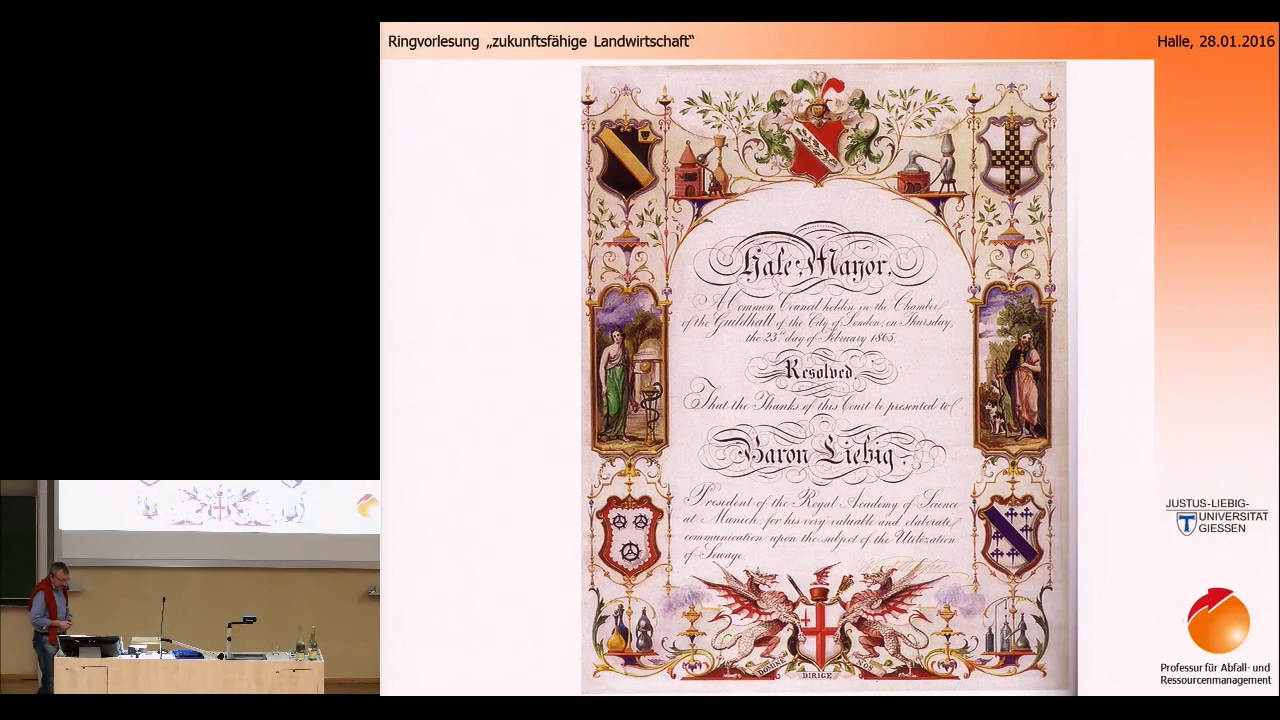 Ringvorlesung „zukunftsfähige Landwirtschaft“
Halle, 28.01.2016
Hale, Mayor.
A Common Council holden in the Chamber
of the Guildhall of the City of London, on Thursday,
the 23rd day of February 1865.
Resolved
That the Thanks of this Court be presented to
Baron Liebig.
President of the Royal Academy of Science
at Munich, for his very valuable and elaborate
communication upon the subject of the Utilization
of Sewage.
DOMINE DIRIGE NOS
JUSTUS-LIEBIG-
UNIVERSITÄT
GIESSEN
Professur für Abfall- und
Ressourcenmanagement